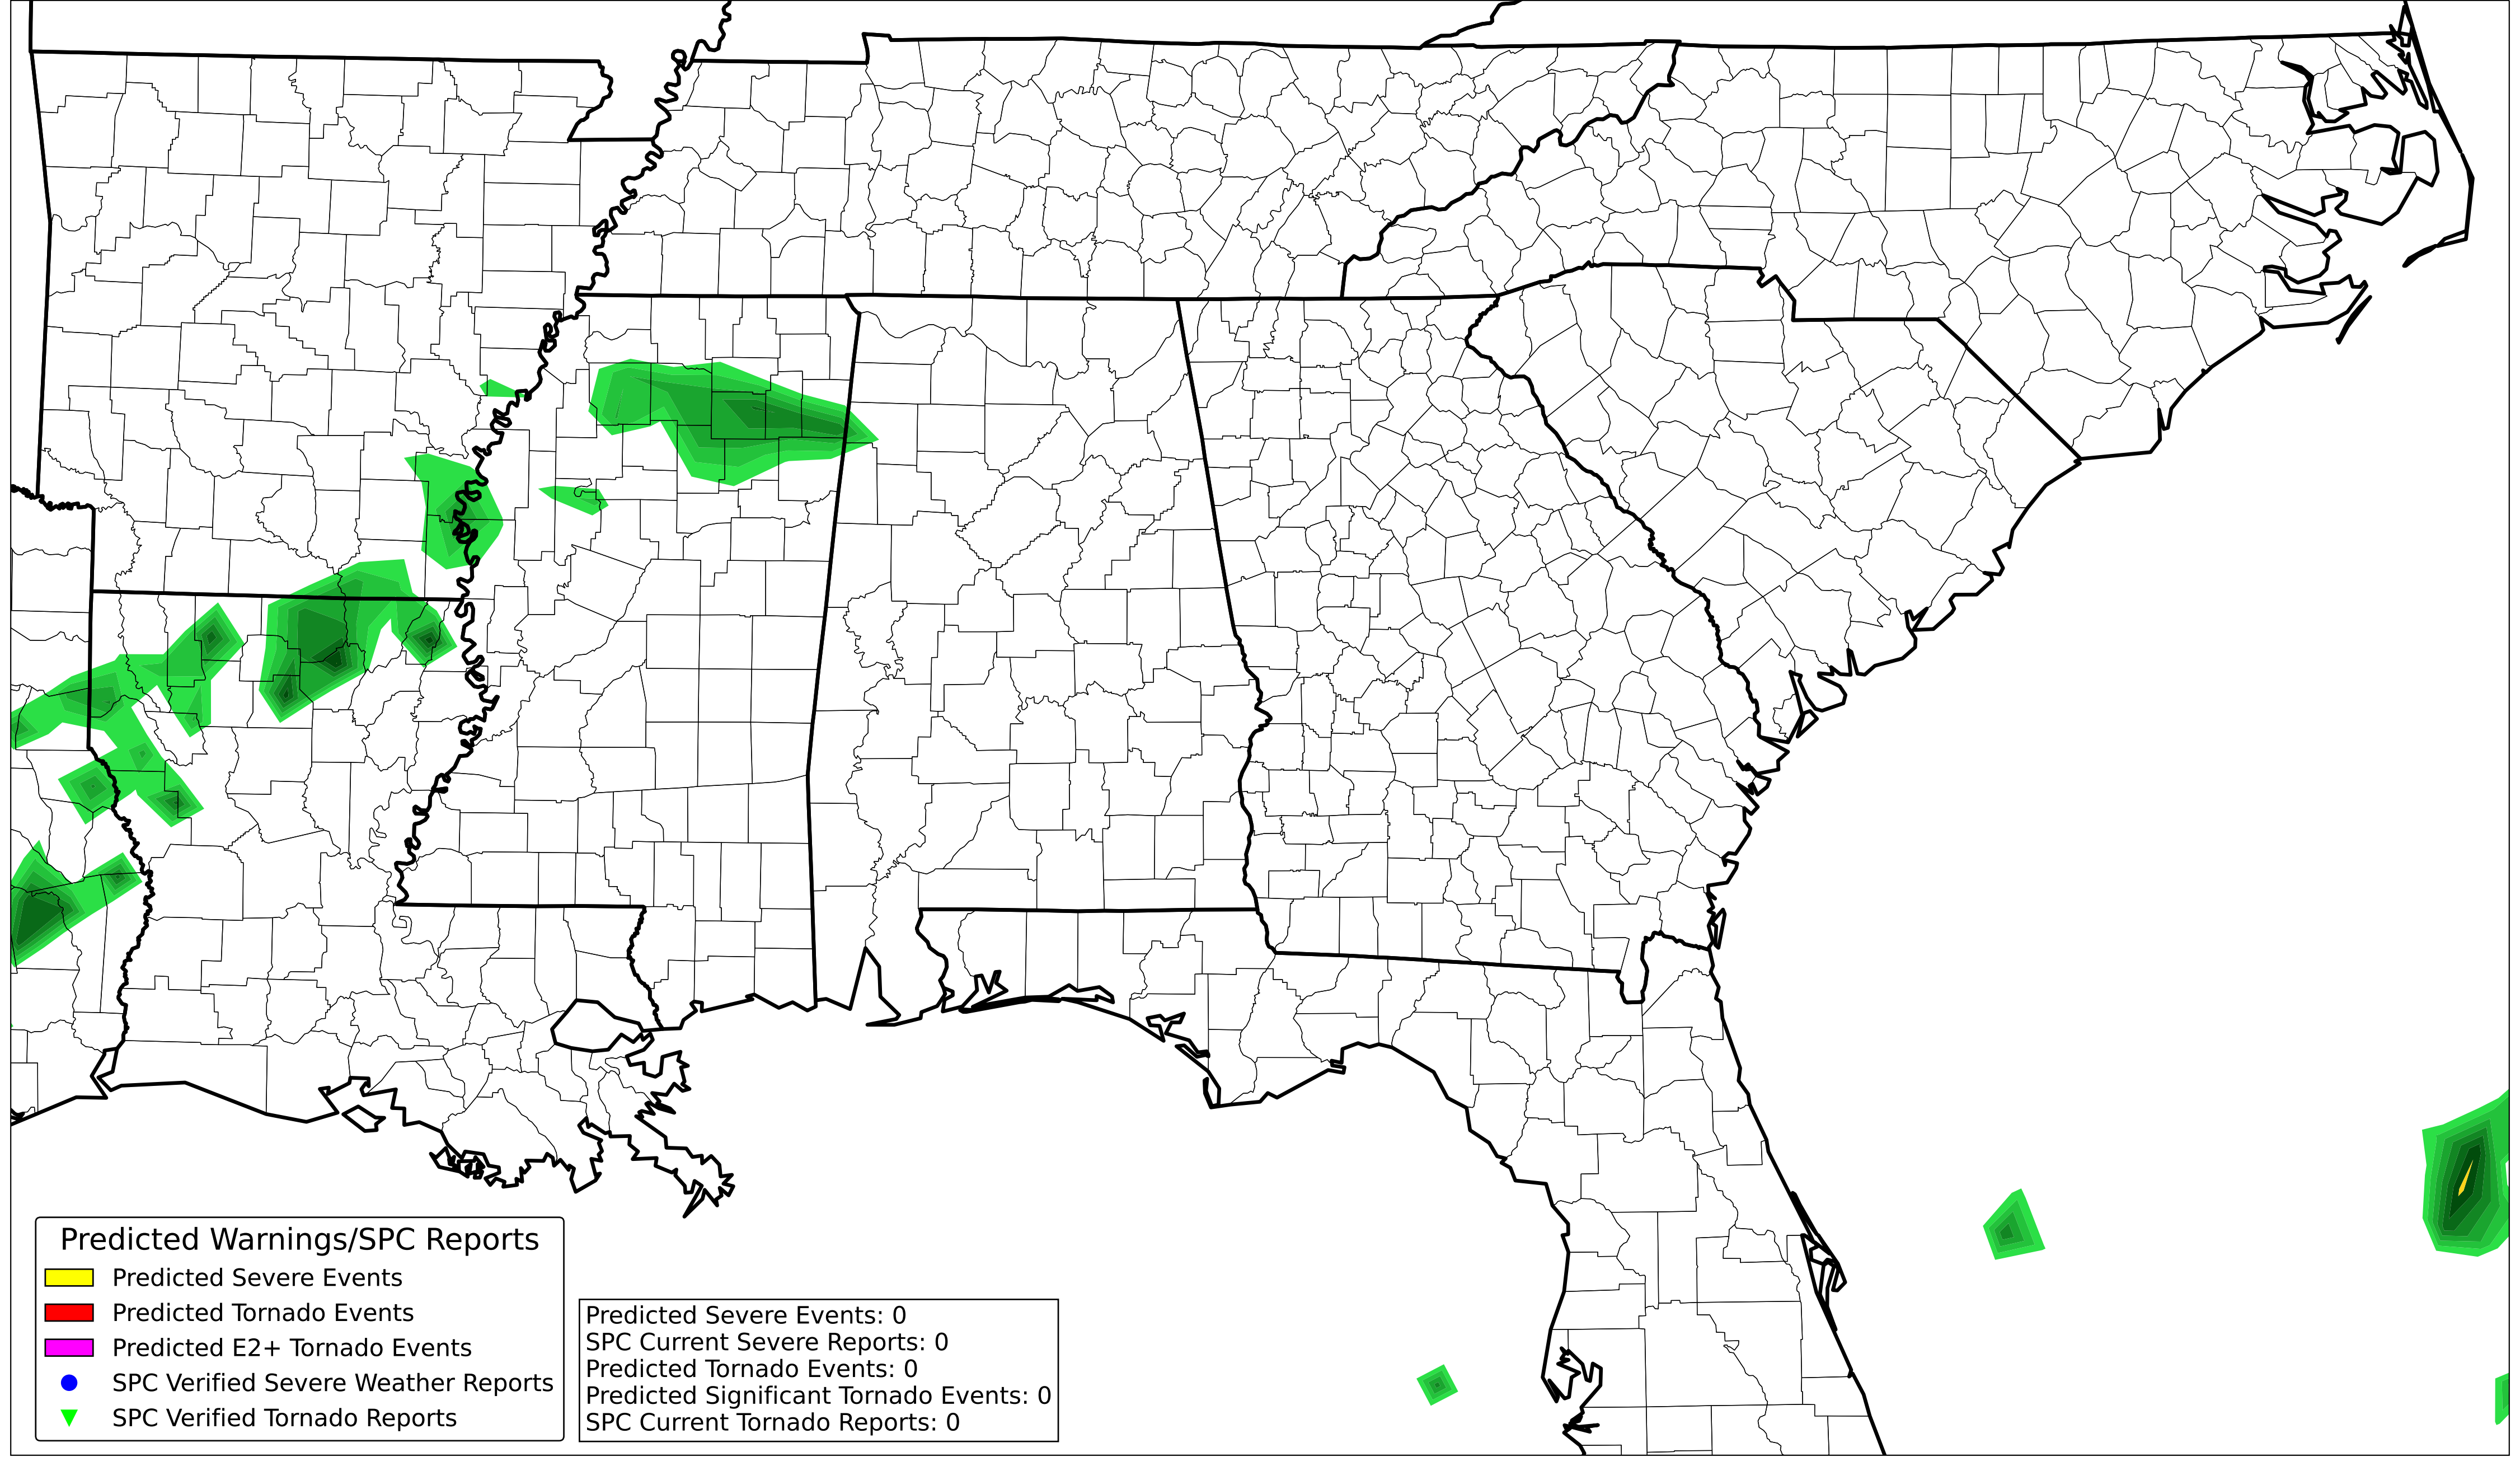 Predicted Warnings/SPC Reports
Predicted Severe Events
Predicted Tornado Events
Predicted E2+ Tornado Events
SPC Verified Severe Weather Reports
SPC Verified Tornado Reports
Predicted Severe Events: 0
SPC Current Severe Reports: 0
Predicted Tornado Events: 0
Predicted Significant Tornado Events: 0
SPC Current Tornado Reports: 0